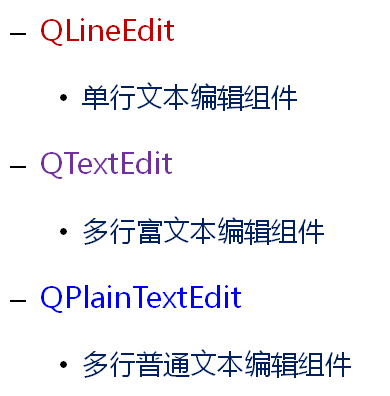 – QLineEdit
• 单行文本编辑组件
– QTextEdit
• 多行富文本编辑组件
– QPlainTextEdit
• 多行普通文本编辑组件